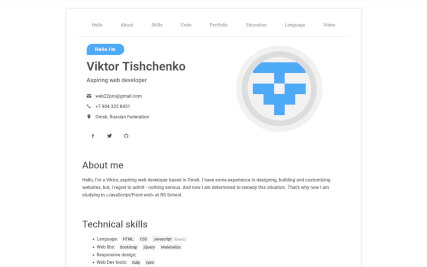 Hello About Skills Code Portfolio Education Language Video
Hello I'm
Viktor Tishchenko
Aspiring web developer
web22pro@gmail.com
+7 904 325 8451
Omsk, Russian Federation
About me
Hello, I'm a Viktor, aspiring web developer based in Omsk. I have some experience in designing, building and customizing
websites, but, I regret to admit - nothing serious. And now I am determined to remedy this situation. That's why now I am
studying in «JavaScript/Front-end» at RS School.
Technical skills
Language: HTML CSS Javascript (basic);
Web libs: Bootstrap jQuery Materialize
Responsive design;
Web Dev tools: Gulp npm